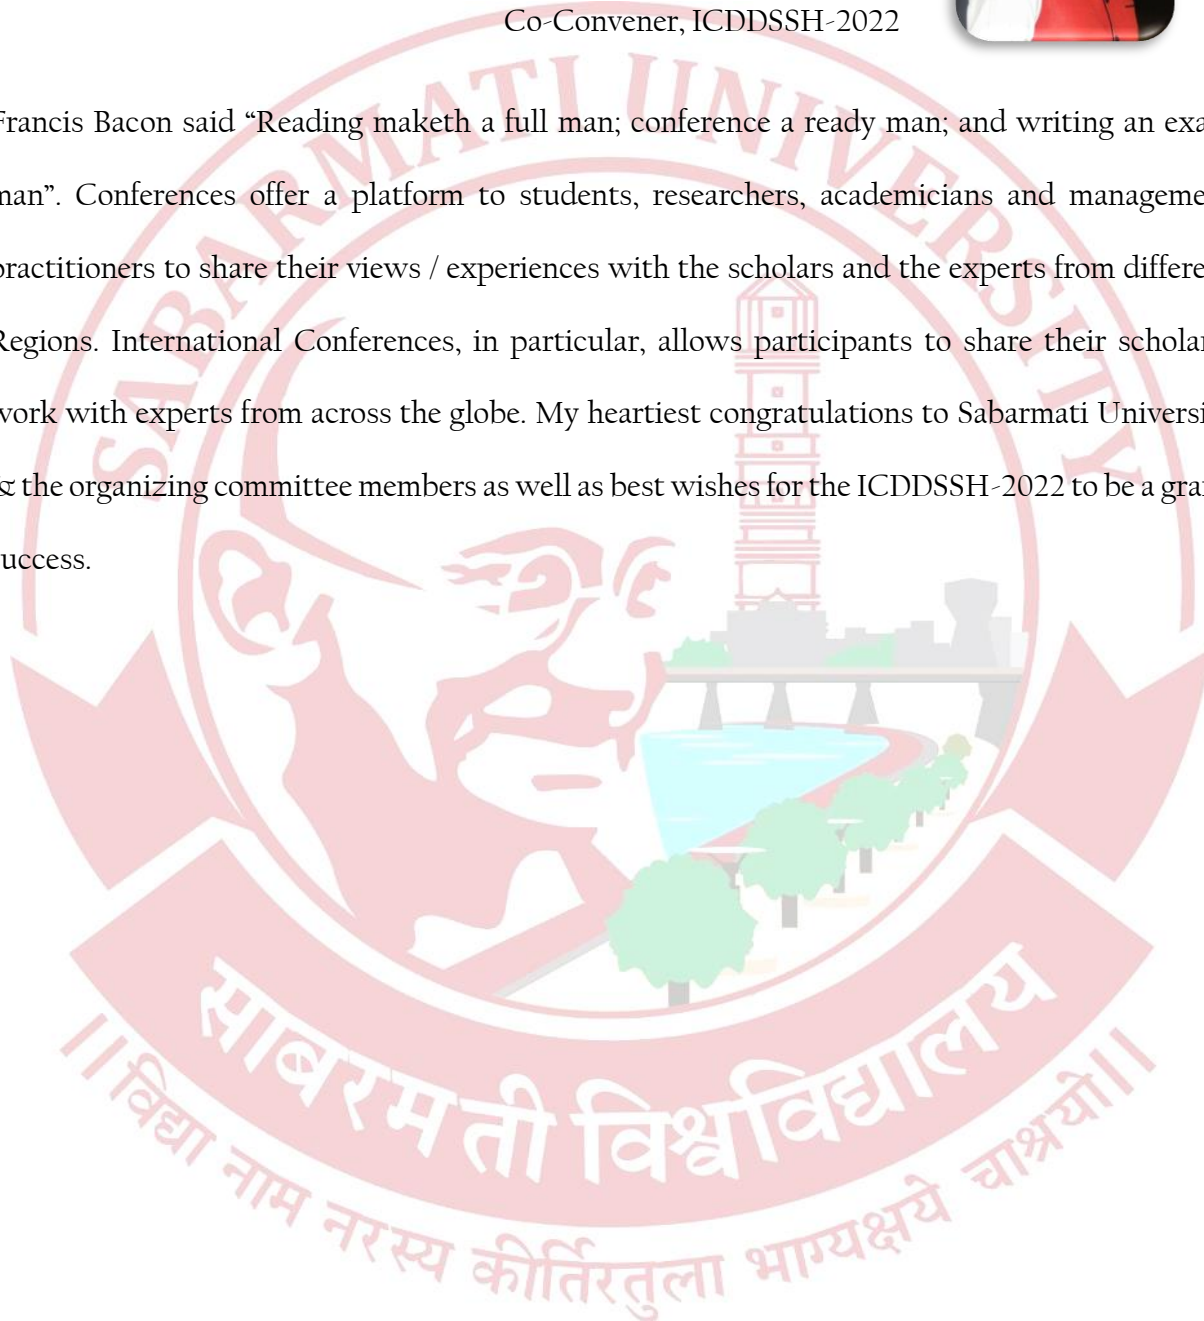 Co-Convener, ICDDSSH-2022
Francis Bacon said “Reading maketh a full man; conference a ready man; and writing an exa
man”. Conferences offer a platform to students, researchers, academicians and manageme
practitioners to share their views / experiences with the scholars and the experts from differe
Regions. International Conferences, in particular, allows participants to share their scholar
work with experts from across the globe. My heartiest congratulations to Sabarmati Universi
& the organizing committee members as well as best wishes for the ICDDSSH-2022 to be a gra
uccess.
SABARMATI UNIVERSITY
साबरमती विश्वविद्यालय
।।विद्या नाम नरस्य कीर्तिरतुला भाग्यक्षये चाश्रयो।।